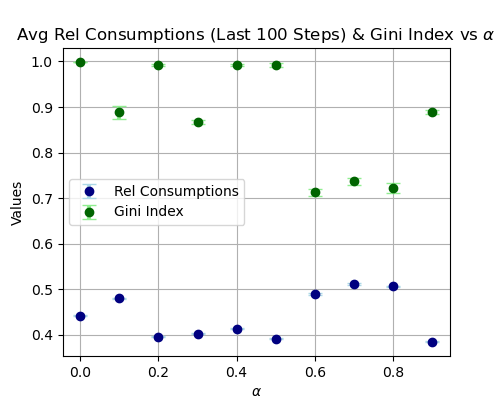 Avg Rel Consumptions (Last 100 Steps) & Gini Index vs α
1.0
0.9
0.8
0.7
0.6
0.5
0.4
Values
Rel Consumptions
Gini Index
0.0 0.2 0.4 0.6 0.8
α